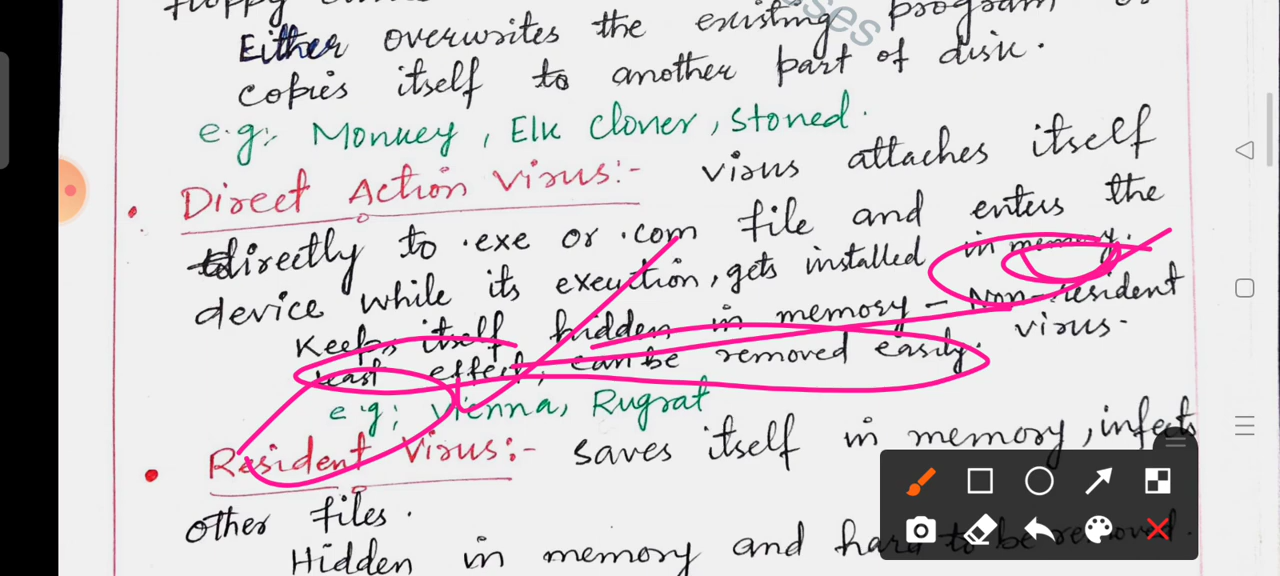 floppy
Either overwrites the existing program or
copies itself to another part of disk.
e.g: Monkey, Elk Cloner, Stoned.
• Direct Action Virus:- virus attaches itself
directly to .exe or .com file and enters the
device while its execution, gets installed in memory.
Keeps itself hidden in memory - Non-resident virus.
least effect, can be removed easily.
e.g: Vienna, Rugrat
• Resident Virus:- saves itself in memory, infects
other files.
Hidden in memory and hard to be removed.